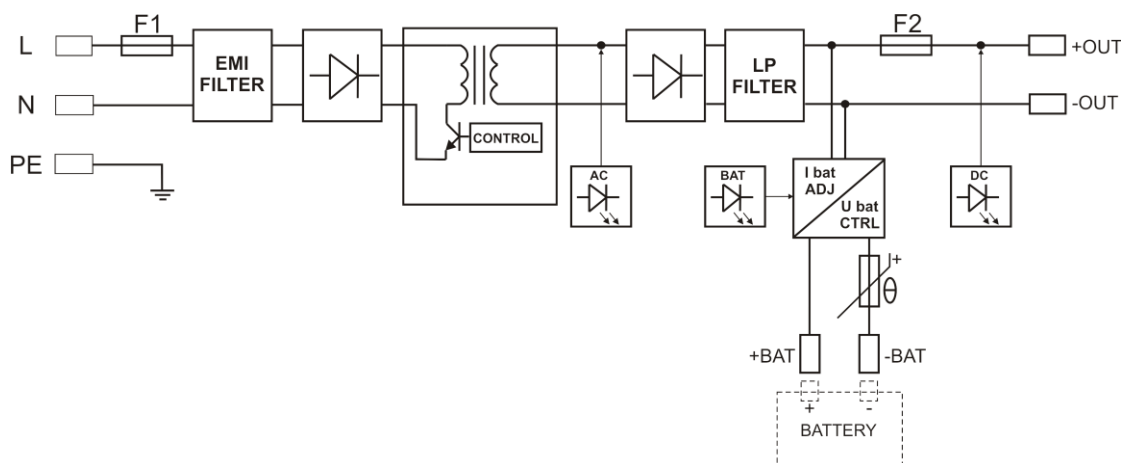 L
F1
EMI
FILTER
CONTROL
LP
FILTER
F2
+OUT
N
-OUT
PE
AC
BAT
I bat
ADJ
U bat
CTRL
DC
I+
θ
+BAT
-BAT
+
-
BATTERY